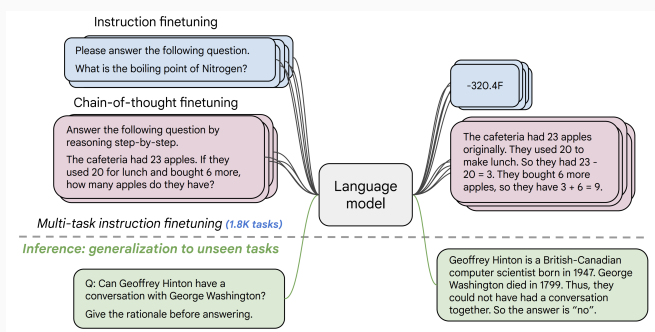 Instruction finetuning
Please answer the following question.
What is the boiling point of Nitrogen?
-320.4F
Chain-of-thought finetuning
Answer the following question by
reasoning step-by-step.
The cafeteria had 23 apples. If they
used 20 for lunch and bought 6 more,
how many apples do they have?
The cafeteria had 23 apples
originally. They used 20 to
make lunch. So they had 23 -
20 = 3. They bought 6 more
apples, so they have 3 + 6 = 9.
Language
model
Multi-task instruction finetuning (1.8K tasks)
Inference: generalization to unseen tasks
Q: Can Geoffrey Hinton have a
conversation with George Washington?
Give the rationale before answering.
Geoffrey Hinton is a British-Canadian
computer scientist born in 1947. George
Washington died in 1799. Thus, they
could not have had a conversation
together. So the answer is “no”.